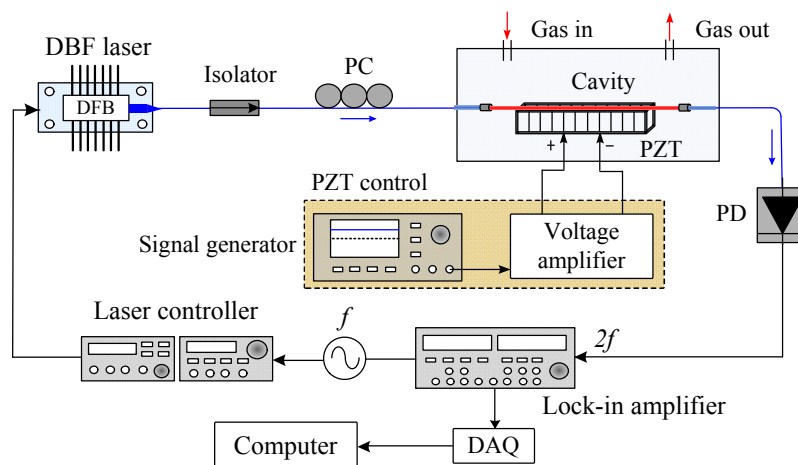 Gas in
Gas out
DBF laser
Isolator
PC
Cavity
DFB
+
−
PZT
PZT control
PD
Signal generator
Voltage
amplifier
Laser controller
f
2f
Lock-in amplifier
Computer
DAQ